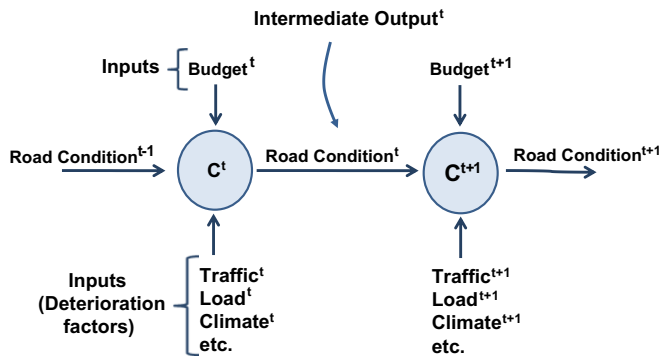 Intermediate Output^t
Inputs
Budget^t
Budget^t+1
Road Condition^t-1
C^t
Road Condition^t
C^t+1
Road Condition^t+1
Inputs
(Deterioration
factors)
Traffic^t
Load^t
Climate^t
etc.
Traffic^t+1
Load^t+1
Climate^t+1
etc.